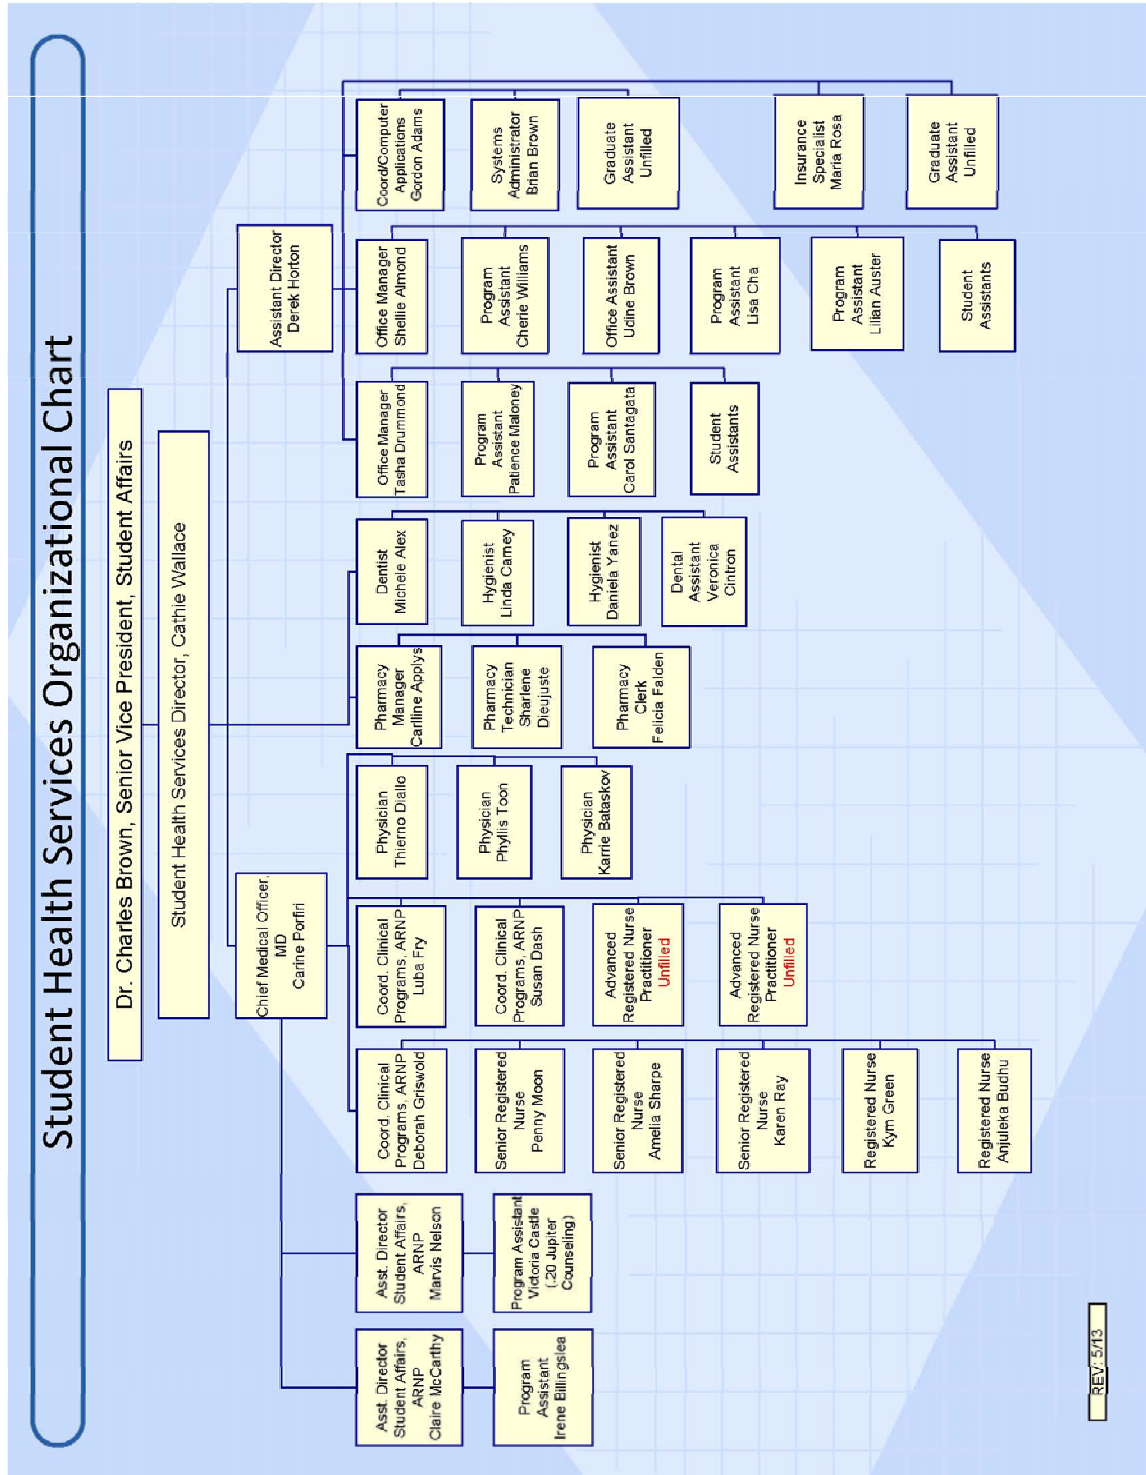 Student Health Services Organizational Chart
Dr. Charles Brown, Senior Vice President, Student Affairs
Student Health Services Director, Cathie Wallace
Chief Medical Officer,
MD
Carine Porfiri
Assistant Director
Derek Horton
Asst. Director
Student Affairs,
ARNP
Claire McCarthy
Program
Assistant
Irene Billingslea
Asst. Director
Student Affairs,
ARNP
Marvis Nelson
Program Assistant
Victoria Castle
(.20 Jupiter
Counseling)
Coord. Clinical
Programs, ARNP
Deborah Griswold
Senior Registered
Nurse
Penny Moon
Senior Registered
Nurse
Amelia Sharpe
Senior Registered
Nurse
Karen Ray
Registered Nurse
Kym Green
Registered Nurse
Anjuleka Budhu
Coord. Clinical
Programs, ARNP
Luba Fry
Coord. Clinical
Programs, ARNP
Susan Dash
Advanced
Registered Nurse
Practitioner
Unfilled
Advanced
Registered Nurse
Practitioner
Unfilled
Physician
Thierno Diallo
Physician
Phyllis Toon
Physician
Karrie Bataskov
Pharmacy
Manager
Carlline Applys
Pharmacy
Technician
Sharlene
Dieujuste
Pharmacy
Clerk
Felicia Falden
Dentist
Michele Alex
Hygienist
Linda Carney
Hygienist
Daniela Yanez
Dental
Assistant
Veronica
Cintron
Office Manager
Tasha Drummond
Program
Assistant
Patience Maloney
Program
Assistant
Carol Santagata
Student
Assistants
Office Manager
Shellie Almond
Program
Assistant
Cherie Williams
Office Assistant
Udine Brown
Program
Assistant
Lisa Cha
Program
Assistant
Lilian Auster
Student
Assistants
Coord/Computer
Applications
Gordon Adams
Systems
Administrator
Brian Brown
Graduate
Assistant
Unfilled
Insurance
Specialist
Maria Rosa
Graduate
Assistant
Unfilled
REV: 5/13